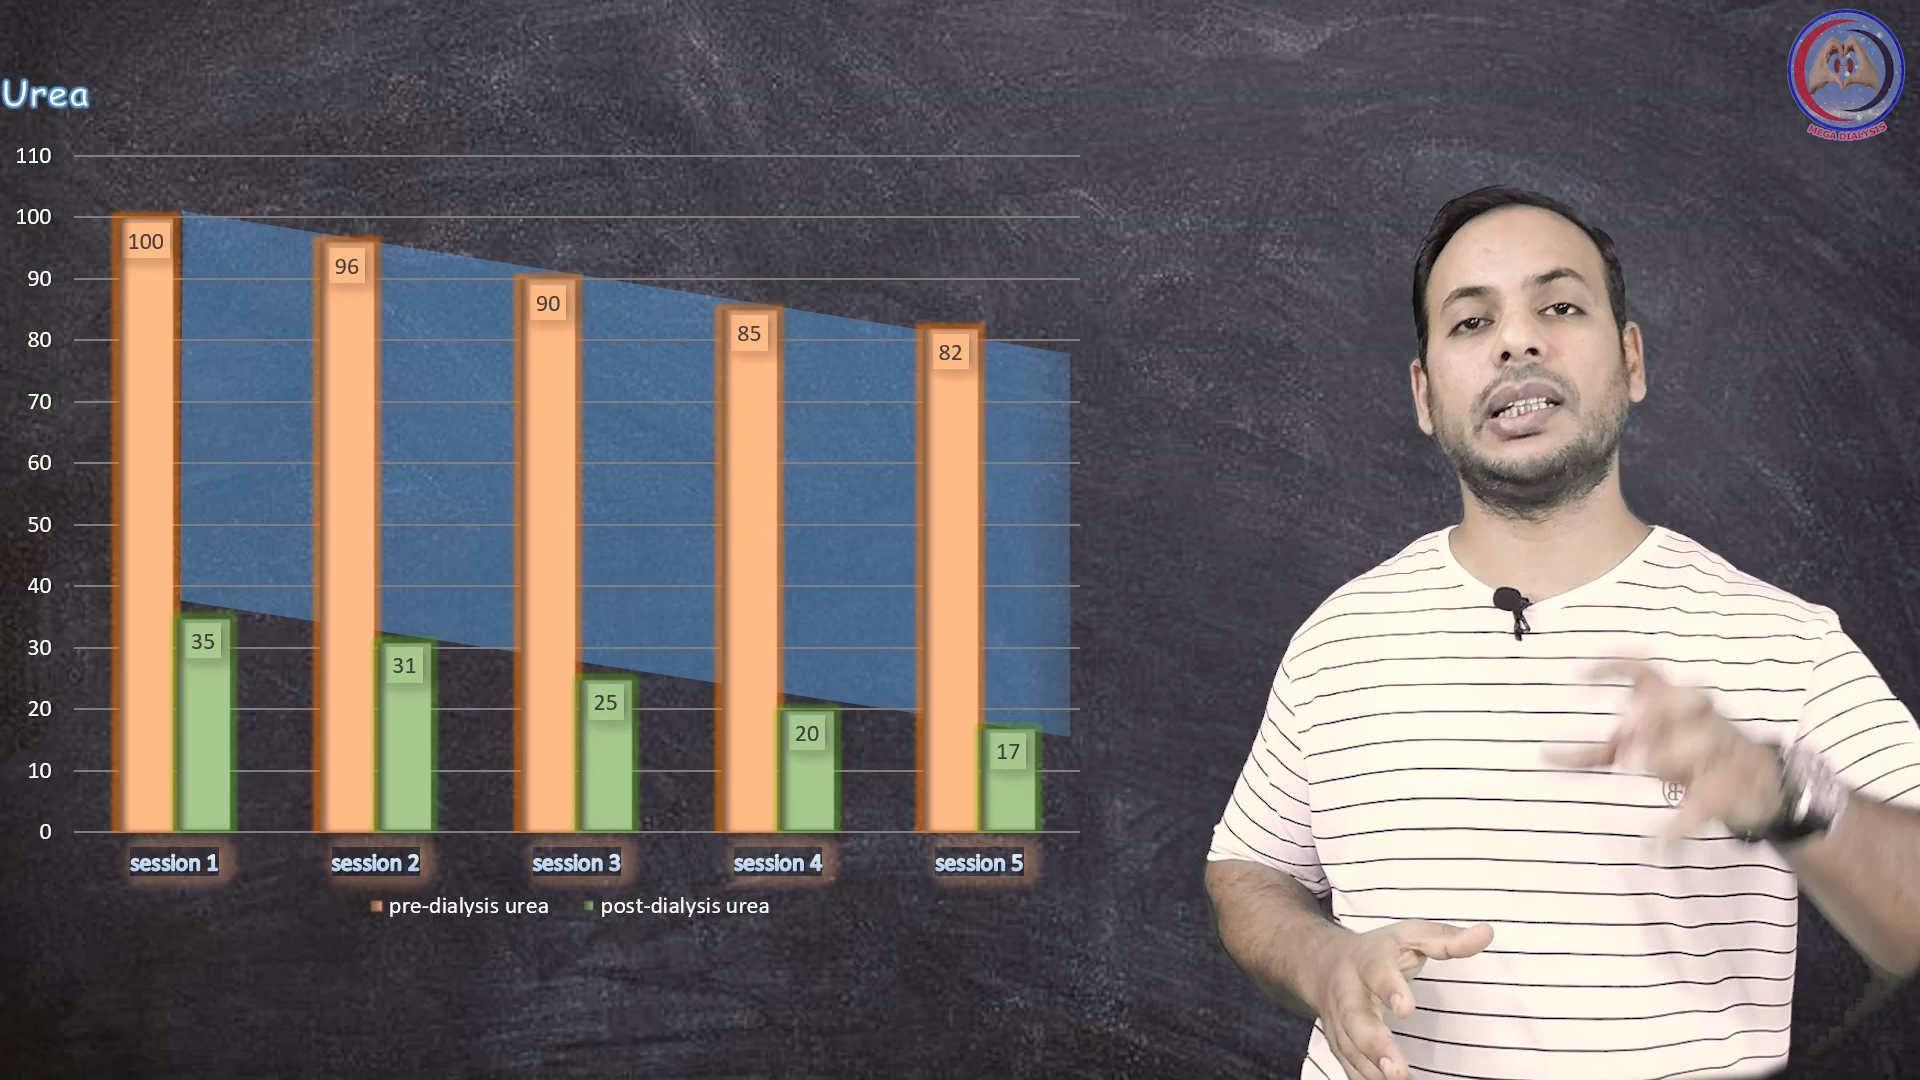 MEGA DIALYSIS
Urea
110
100
90
80
70
60
50
40
30
20
10
0
100
96
90
85
82
35
31
25
20
17
session 1
session 2
session 3
session 4
session 5
pre-dialysis urea
post-dialysis urea